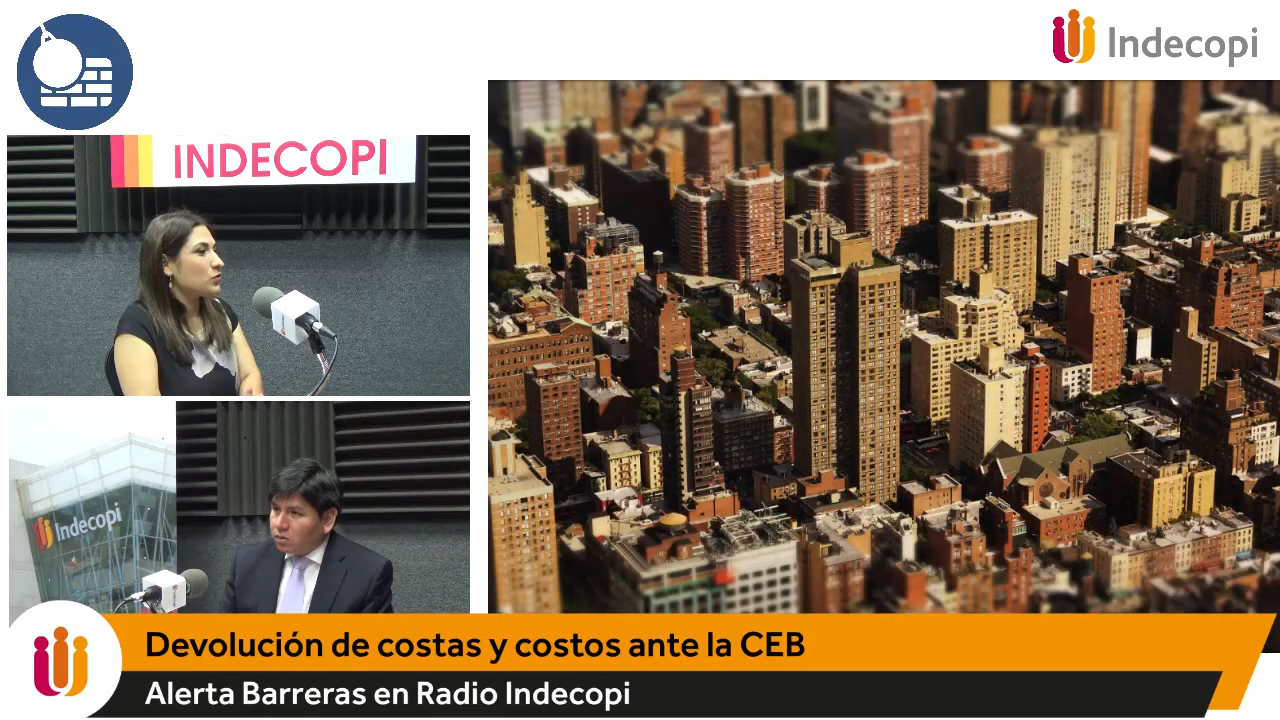 Indecopi
INDECOPI
Indecopi
Devolución de costas y costos ante la CEB
Alerta Barreras en Radio Indecopi